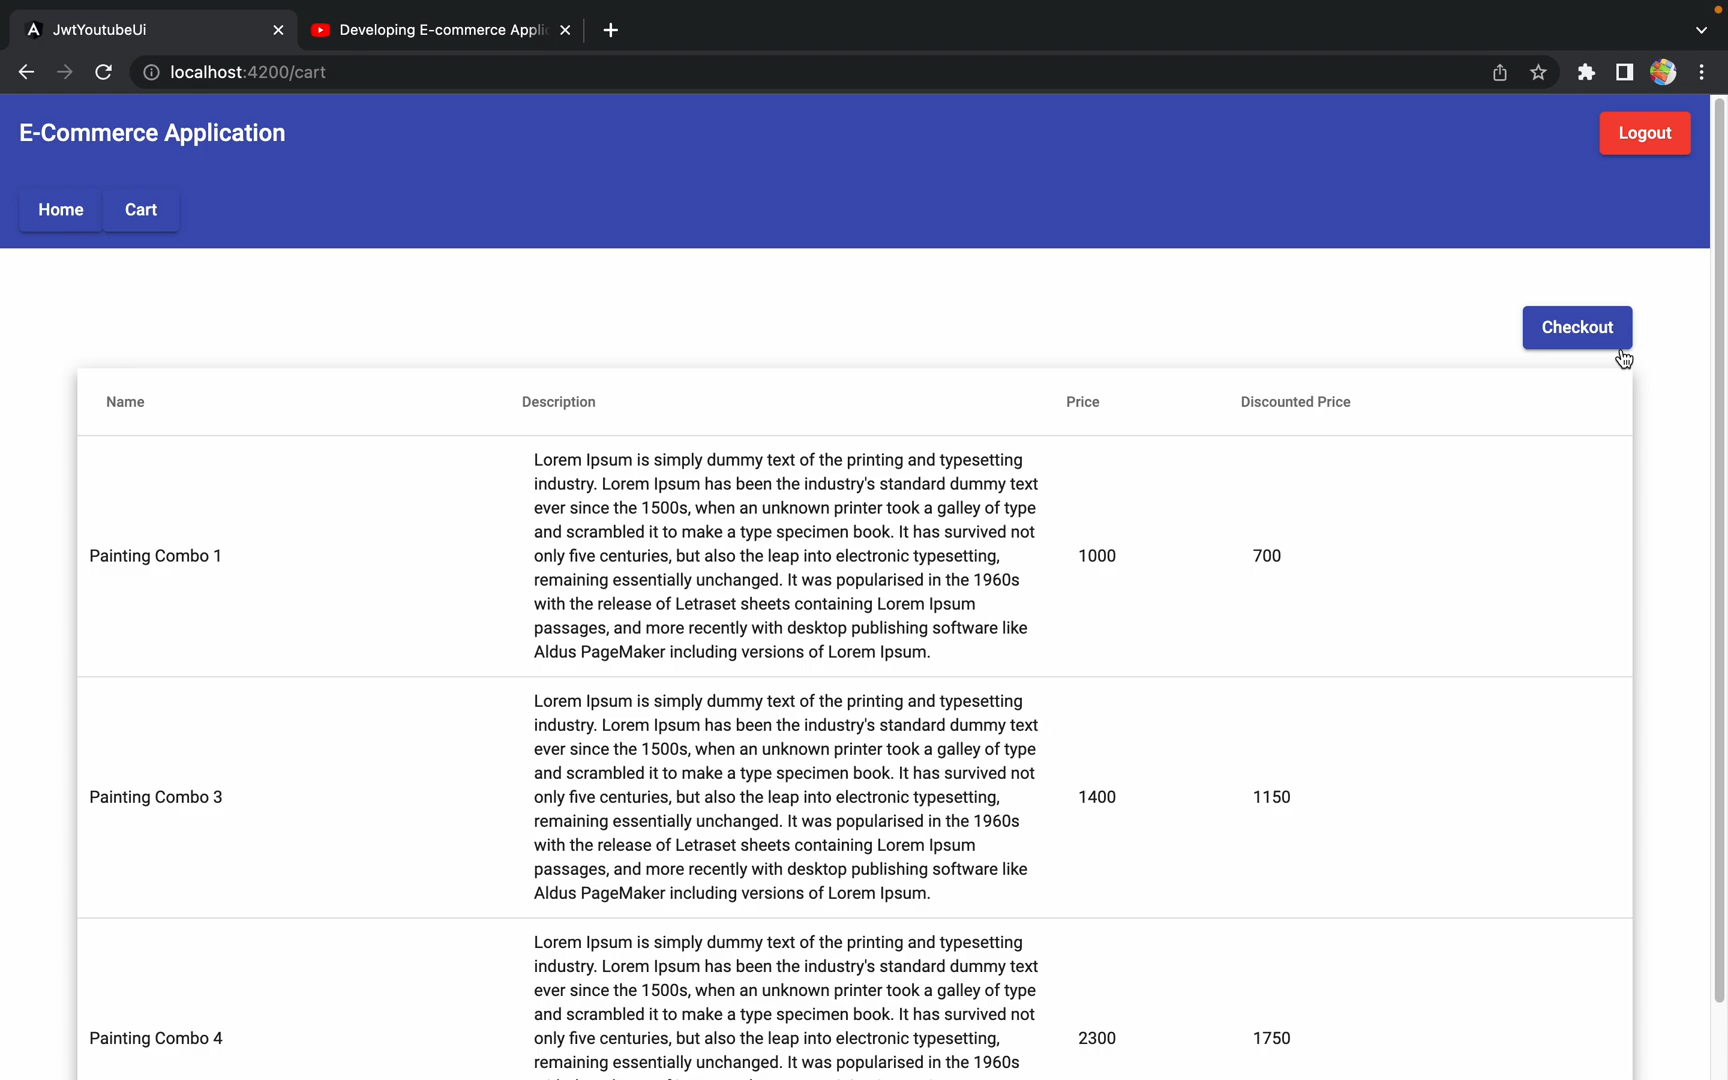 JwtYoutubeUi
Developing E-commerce Appli
localhost:4200/cart
E-Commerce Application
Logout
Home
Cart
Checkout
Name
Description
Price
Discounted Price
Painting Combo 1
Lorem Ipsum is simply dummy text of the printing and typesetting
industry. Lorem Ipsum has been the industry's standard dummy text
ever since the 1500s, when an unknown printer took a galley of type
and scrambled it to make a type specimen book. It has survived not
only five centuries, but also the leap into electronic typesetting,
remaining essentially unchanged. It was popularised in the 1960s
with the release of Letraset sheets containing Lorem Ipsum
passages, and more recently with desktop publishing software like
Aldus PageMaker including versions of Lorem Ipsum.
1000
700
Painting Combo 3
Lorem Ipsum is simply dummy text of the printing and typesetting
industry. Lorem Ipsum has been the industry's standard dummy text
ever since the 1500s, when an unknown printer took a galley of type
and scrambled it to make a type specimen book. It has survived not
only five centuries, but also the leap into electronic typesetting,
remaining essentially unchanged. It was popularised in the 1960s
with the release of Letraset sheets containing Lorem Ipsum
passages, and more recently with desktop publishing software like
Aldus PageMaker including versions of Lorem Ipsum.
1400
1150
Painting Combo 4
Lorem Ipsum is simply dummy text of the printing and typesetting
industry. Lorem Ipsum has been the industry's standard dummy text
ever since the 1500s, when an unknown printer took a galley of type
and scrambled it to make a type specimen book. It has survived not
only five centuries, but also the leap into electronic typesetting,
remaining essentially unchanged. It was popularised in the 1960s
2300
1750